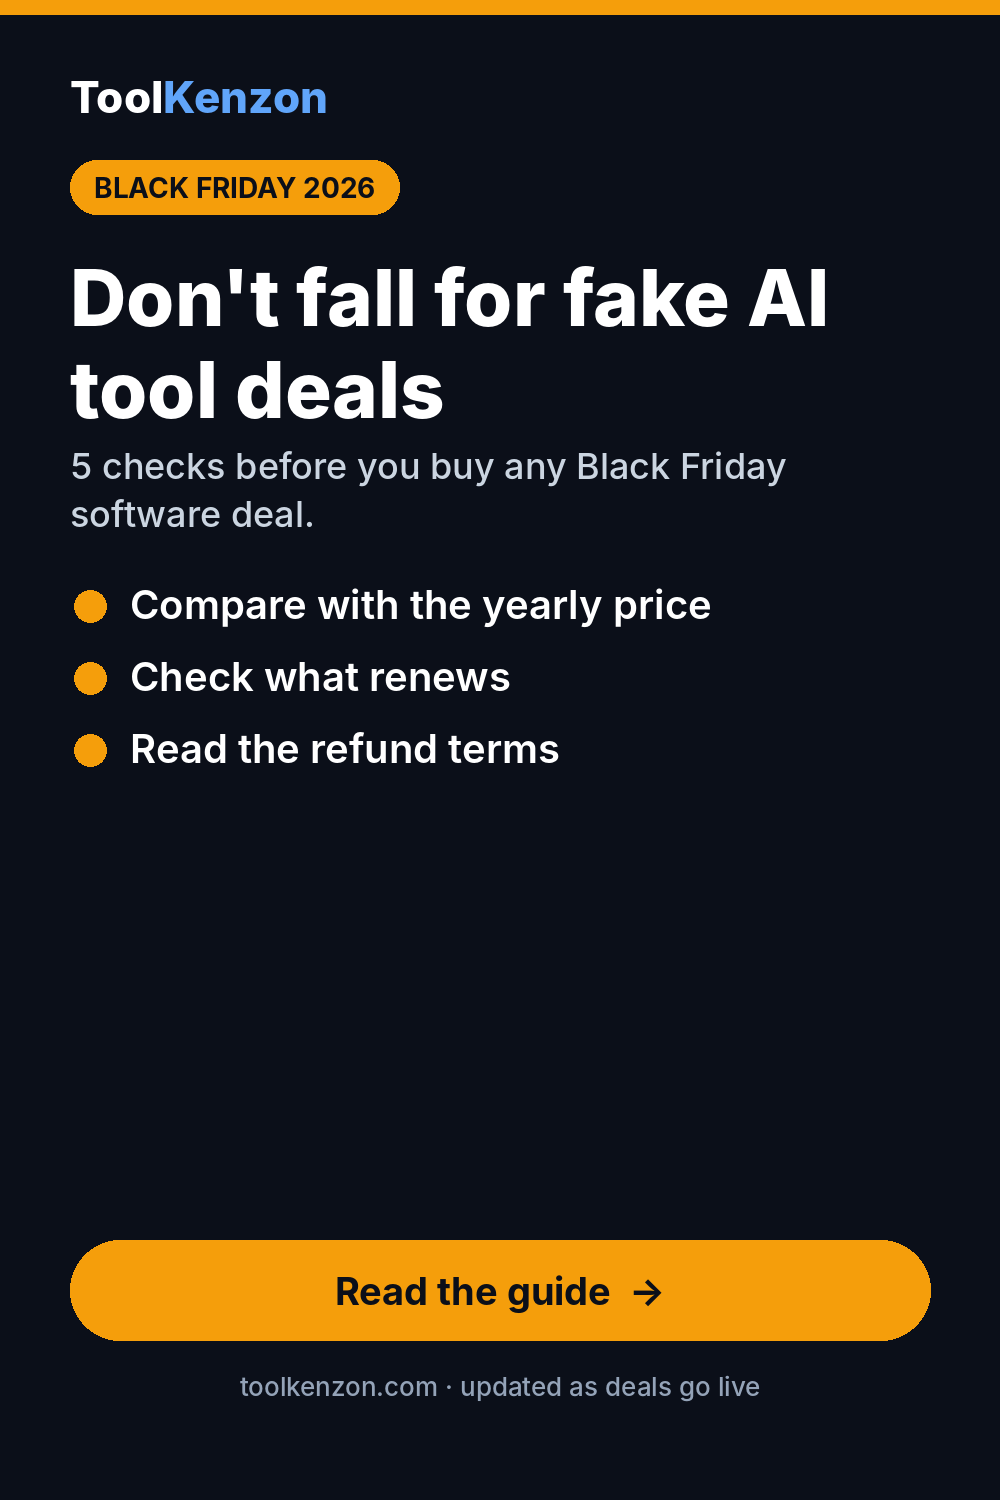 ToolKenzon
BLACK FRIDAY 2026
Don't fall for fake AI
tool deals
5 checks before you buy any Black Friday
software deal.
Compare with the yearly price
Check what renews
Read the refund terms
Read the guide →
toolkenzon.com · updated as deals go live